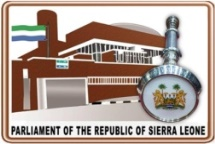 PARLIAMENT OF THE REPUBLIC OF SIERRA LEONE